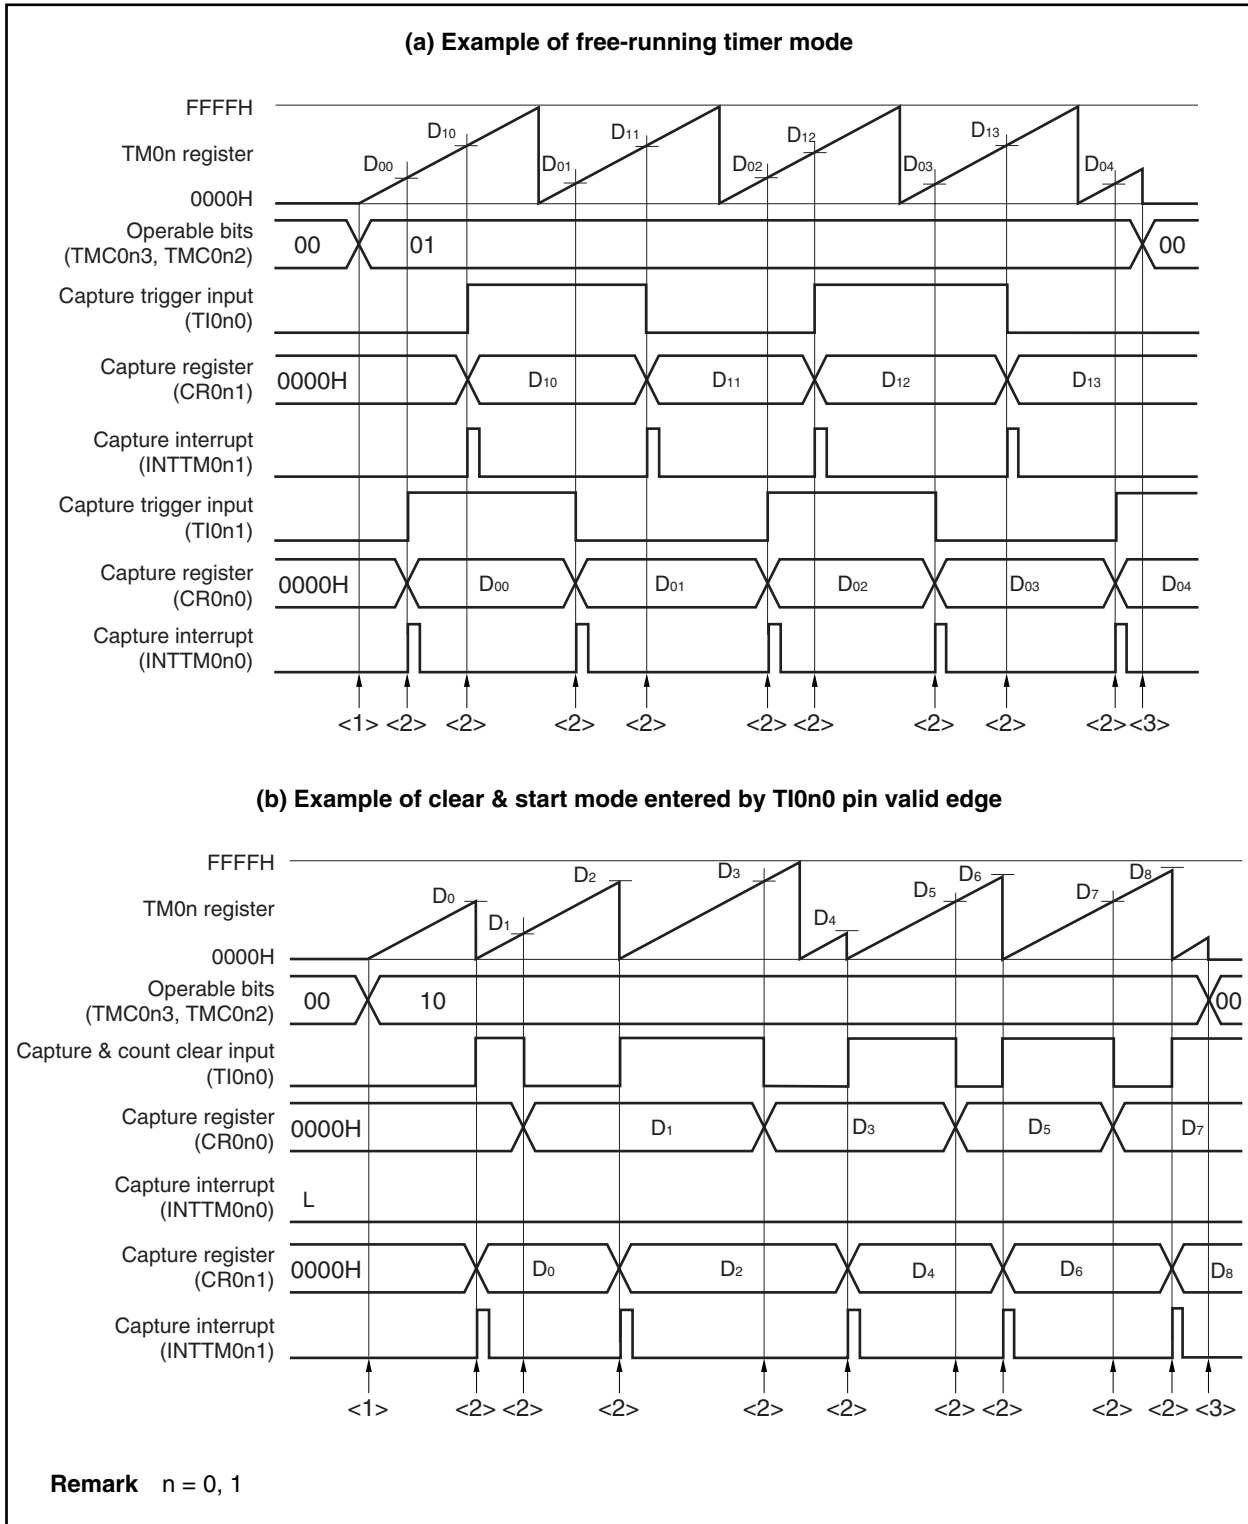 (a) Example of free-running timer mode
FFFFH
TM0n register
0000H
D10 D11 D12 D13
D00 D01 D02 D03 D04
Operable bits
(TMC0n3, TMC0n2)
00 01 00
Capture trigger input
(TI0n0)
Capture register
(CR0n1)
0000H D10 D11 D12 D13
Capture interrupt
(INTTM0n1)
Capture trigger input
(TI0n1)
Capture register
(CR0n0)
0000H D00 D01 D02 D03 D04
Capture interrupt
(INTTM0n0)
<1> <2> <2> <2> <2> <2> <2> <2> <2> <2> <3>
(b) Example of clear & start mode entered by TI0n0 pin valid edge
FFFFH
TM0n register
0000H
D0 D1 D2 D3 D4 D5 D6 D7 D8
Operable bits
(TMC0n3, TMC0n2)
00 10 00
Capture & count clear input
(TI0n0)
Capture register
(CR0n0)
0000H D1 D3 D5 D7
Capture interrupt
(INTTM0n0)
L
Capture register
(CR0n1)
0000H D0 D2 D4 D6 D8
Capture interrupt
(INTTM0n1)
<1> <2> <2> <2> <2> <2> <2> <2> <2> <2> <3>
Remark n = 0, 1